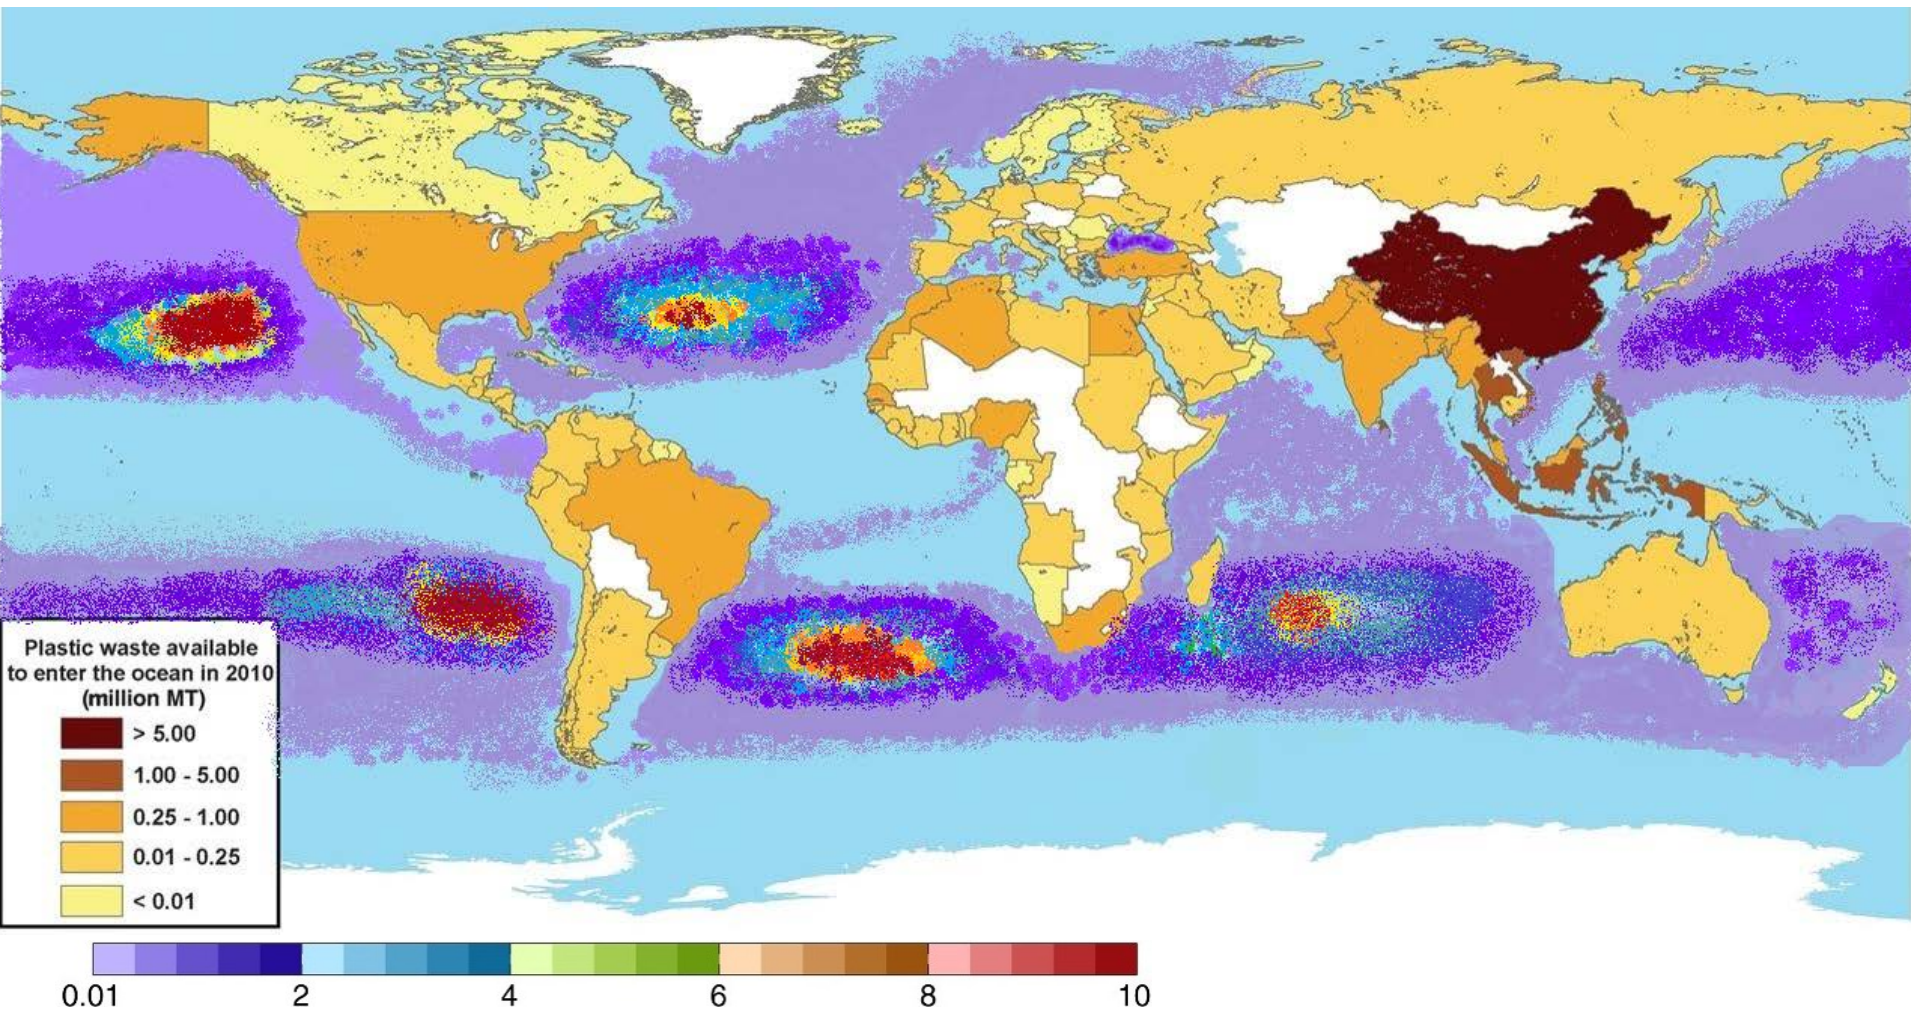 Plastic waste available
to enter the ocean in 2010
(million MT)
> 5.00
1.00 - 5.00
0.25 - 1.00
0.01 - 0.25
< 0.01
0.01 2 4 6 8 10